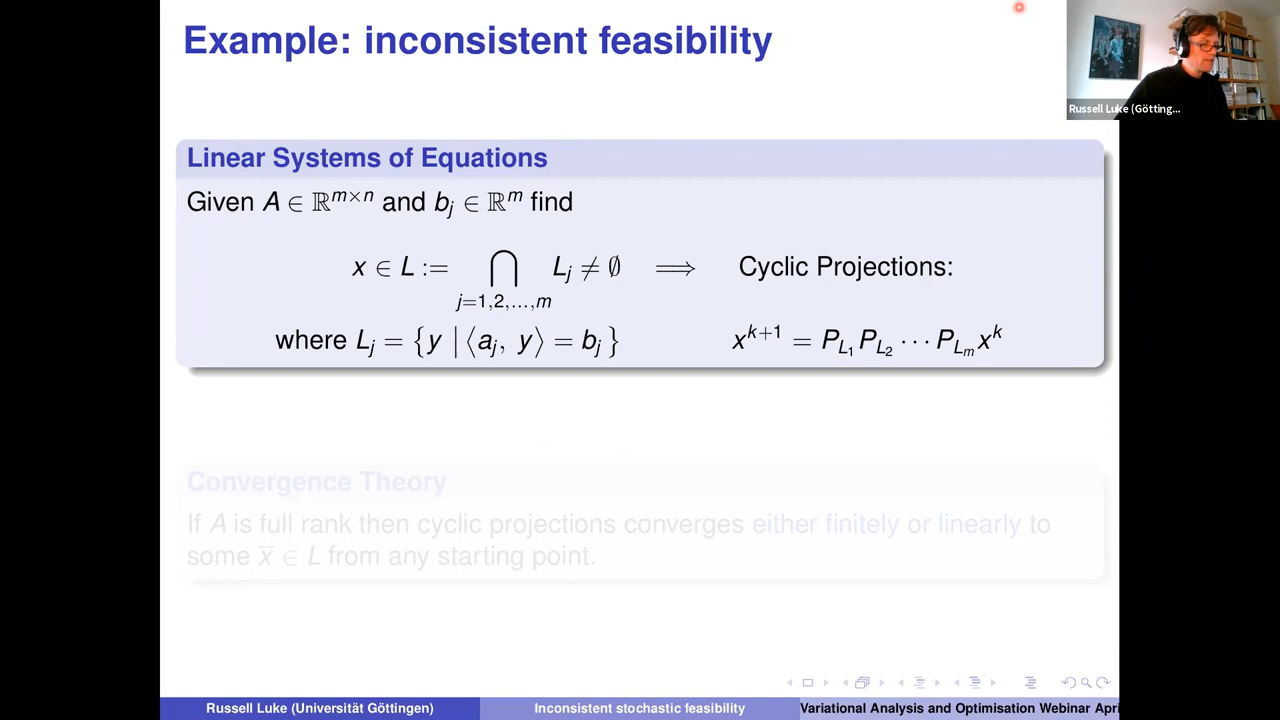 Example: inconsistent feasibility
Russell Luke (Götting...
Linear Systems of Equations
Given A ∈ ℝ^{m×n} and b_j ∈ ℝ^m find
x ∈ L := ⋂_{j=1,2,...,m} L_j ≠ ∅ ⟹ Cyclic Projections:
where L_j = {y | ⟨a_j, y⟩ = b_j} x^{k+1} = P_{L_1} P_{L_2} ··· P_{L_m} x^k
Convergence Theory
If A is full rank then cyclic projections converges either finitely or linearly to
some x̅ ∈ L from any starting point.
Russell Luke (Universität Göttingen) Inconsistent stochastic feasibility Variational Analysis and Optimisation Webinar Apri